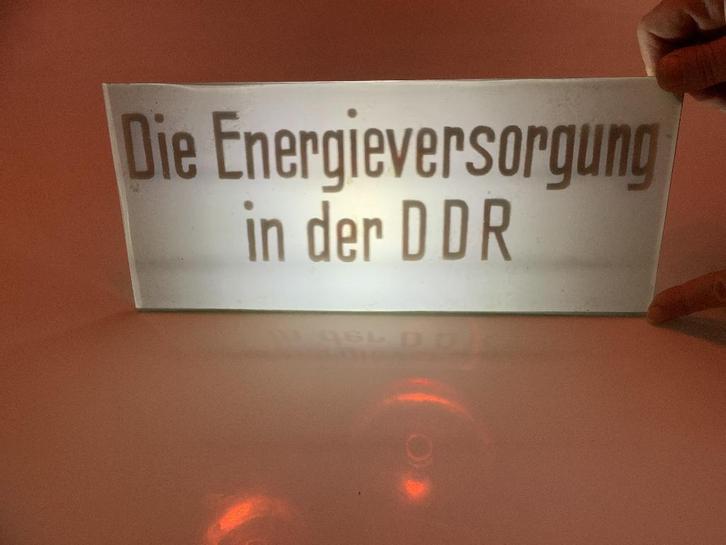 Die Energieversorgung
in der DDR